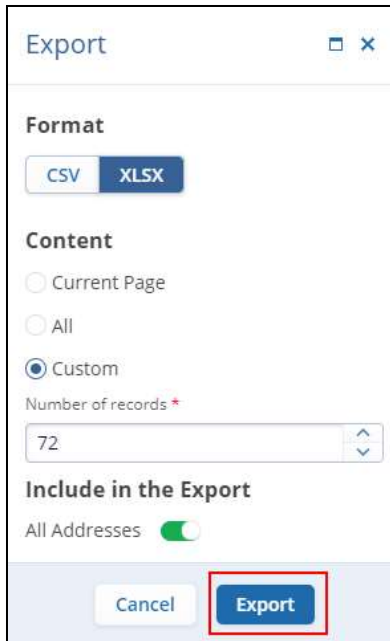 Export
Format
CSV XLSX
Content
Current Page
All
Custom
Number of records *
72
Include in the Export
All Addresses
Cancel Export